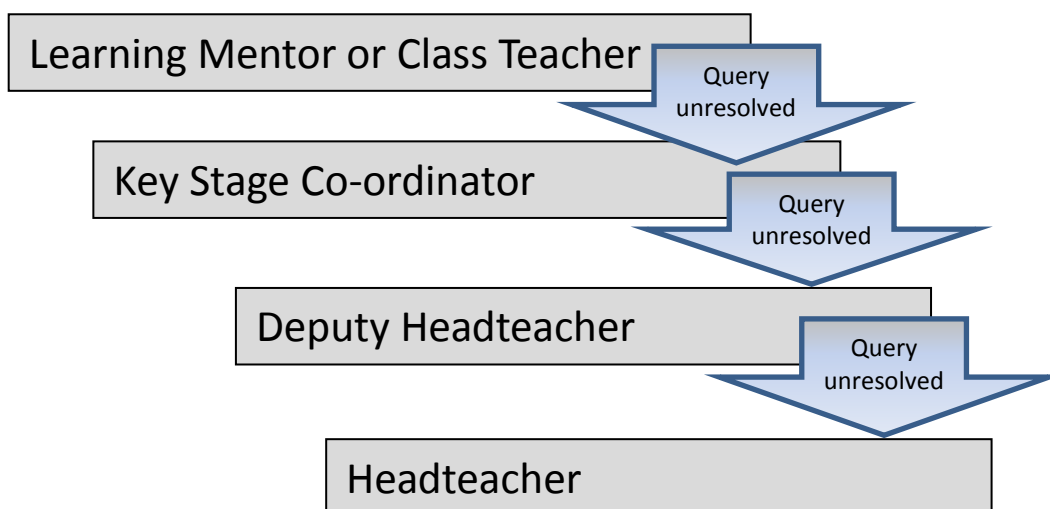 Learning Mentor or Class Teacher
Query
unresolved
Key Stage Co-ordinator
Query
unresolved
Deputy Headteacher
Query
unresolved
Headteacher